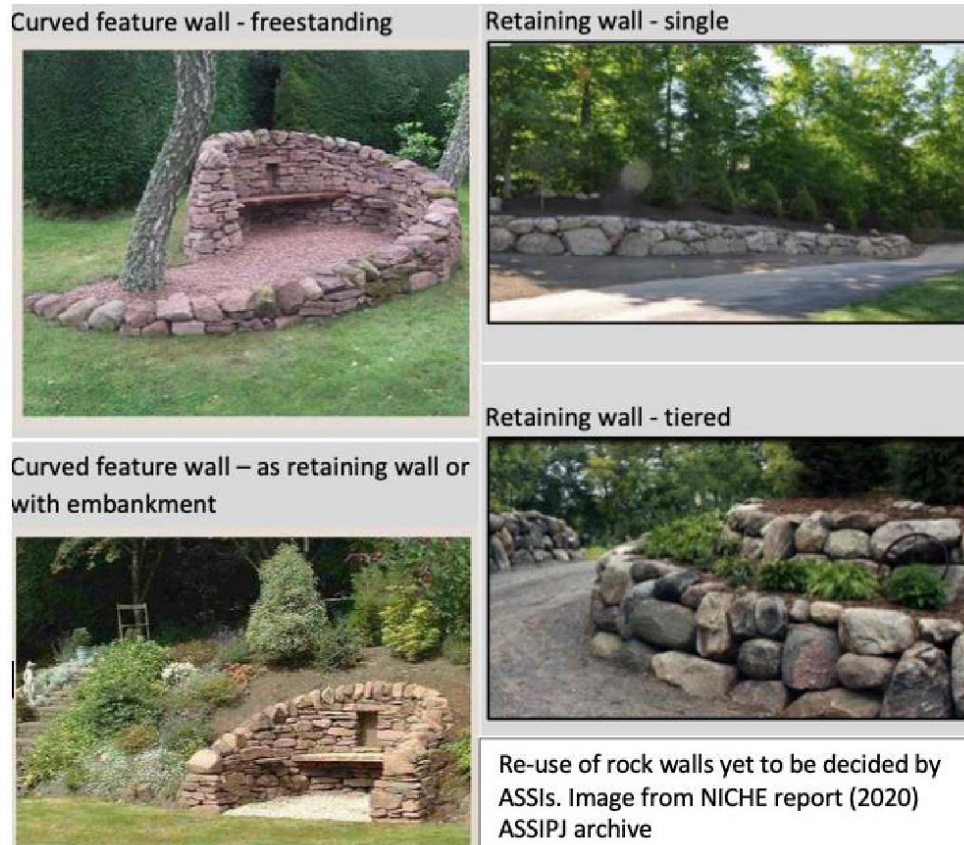 Curved feature wall - freestanding
Retaining wall - single
Curved feature wall – as retaining wall or
with embankment
Retaining wall - tiered
Re-use of rock walls yet to be decided by
ASSIs. Image from NICHE report (2020)
ASSIPJ archive